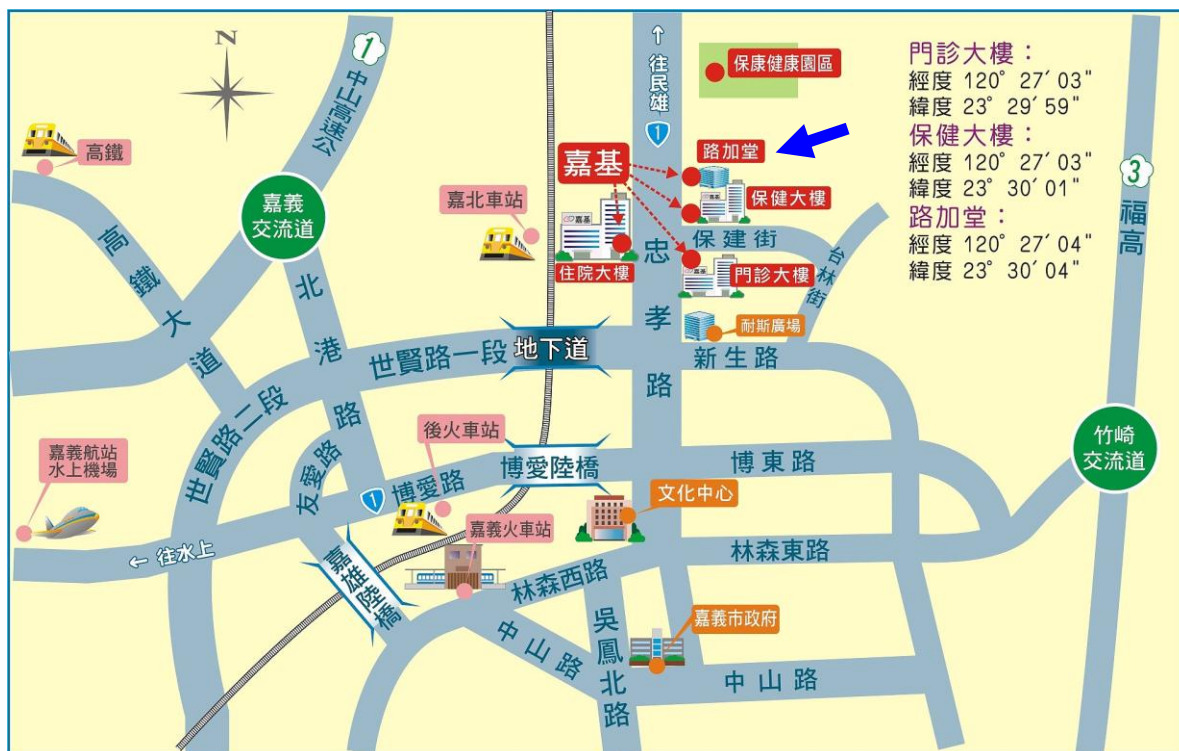 N
1
中山高速公
↑往民雄
1
保康健康園區
門診大樓：
經度 120° 27′ 03"
緯度 23° 29′ 59"
保健大樓：
經度 120° 27′ 03"
緯度 23° 30′ 01"
路加堂：
經度 120° 27′ 04"
緯度 23° 30′ 04"
3
福高
高鐵
路加堂
嘉基
嘉義
交流道
嘉北車站
嘉基
保健大樓
保建街
住院大樓
門診大樓
台林街
高鐵大道
北港路
忠孝路
耐斯廣場
世賢路一段
地下道
新生路
世賢路二段
友愛路
後火車站
嘉義航站
水上機場
1
博愛路
博愛陸橋
博東路
竹崎
交流道
文化中心
嘉義火車站
←往水上
嘉雄陸橋
林森西路
林森東路
中山路
吳鳳北路
嘉義市政府
中山路